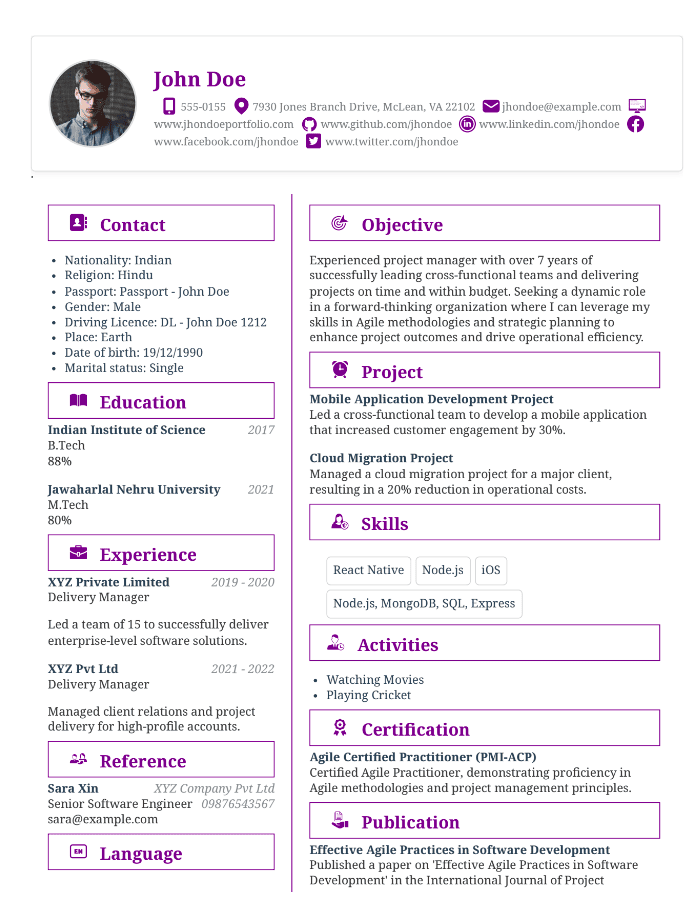 John Doe
555-0155 7930 Jones Branch Drive, McLean, VA 22102 jhondoe@example.com
www.jhondoeportfolio.com www.github.com/jhondoe www.linkedin.com/jhondoe
www.facebook.com/jhondoe www.twitter.com/jhondoe
.
Contact
• Nationality: Indian
• Religion: Hindu
• Passport: Passport - John Doe
• Gender: Male
• Driving Licence: DL - John Doe 1212
• Place: Earth
• Date of birth: 19/12/1990
• Marital status: Single
Education
Indian Institute of Science 2017
B.Tech
88%
Jawaharlal Nehru University 2021
M.Tech
80%
Experience
XYZ Private Limited 2019 - 2020
Delivery Manager
Led a team of 15 to successfully deliver
enterprise-level software solutions.
XYZ Pvt Ltd 2021 - 2022
Delivery Manager
Managed client relations and project
delivery for high-profile accounts.
Reference
Sara Xin XYZ Company Pvt Ltd
Senior Software Engineer 09876543567
sara@example.com
EN Language
Objective
Experienced project manager with over 7 years of
successfully leading cross-functional teams and delivering
projects on time and within budget. Seeking a dynamic role
in a forward-thinking organization where I can leverage my
skills in Agile methodologies and strategic planning to
enhance project outcomes and drive operational efficiency.
Project
Mobile Application Development Project
Led a cross-functional team to develop a mobile application
that increased customer engagement by 30%.
Cloud Migration Project
Managed a cloud migration project for a major client,
resulting in a 20% reduction in operational costs.
Skills
React Native Node.js iOS
Node.js, MongoDB, SQL, Express
Activities
• Watching Movies
• Playing Cricket
Certification
Agile Certified Practitioner (PMI-ACP)
Certified Agile Practitioner, demonstrating proficiency in
Agile methodologies and project management principles.
Publication
Effective Agile Practices in Software Development
Published a paper on 'Effective Agile Practices in Software
Development' in the International Journal of Project